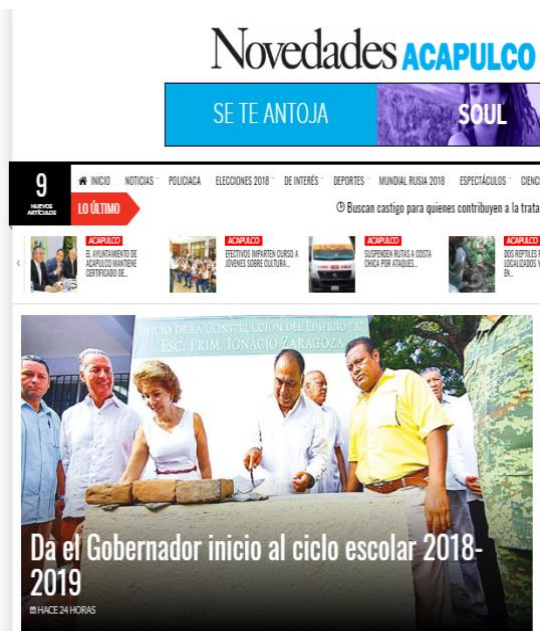 Novedades ACAPULCO
SE TE ANTOJA
SOUL
9
NUEVOS
ARTÍCULOS
INICIO NOTICIAS POLICIACA ELECCIONES 2018 DE INTERÉS DEPORTES MUNDIAL RUSIA 2018 ESPECTÁCULOS CIENC
LO ÚLTIMO
Buscan castigo para quienes contribuyen a la trata
ACAPULCO
EL AYUNTAMIENTO DE
ACAPULCO MANTIENE
CERTIFICADO DE...
ACAPULCO
EFECTIVOS IMPARTEN CURSO A
JÓVENES SOBRE CULTURA...
ACAPULCO
SUSPENDEN RUTAS A COSTA
CHICA POR ATAQUES...
ACAPULCO
DOS REPTILES F
LOCALIZADOS Y
EN...
INICIO DE LA CONSTRUCCIÓN DEL EDIFICIO "A"
ESC. PRIM. IGNACIO ZARAGOZA
Da el Gobernador inicio al ciclo escolar 2018-
2019
HACE 24 HORAS